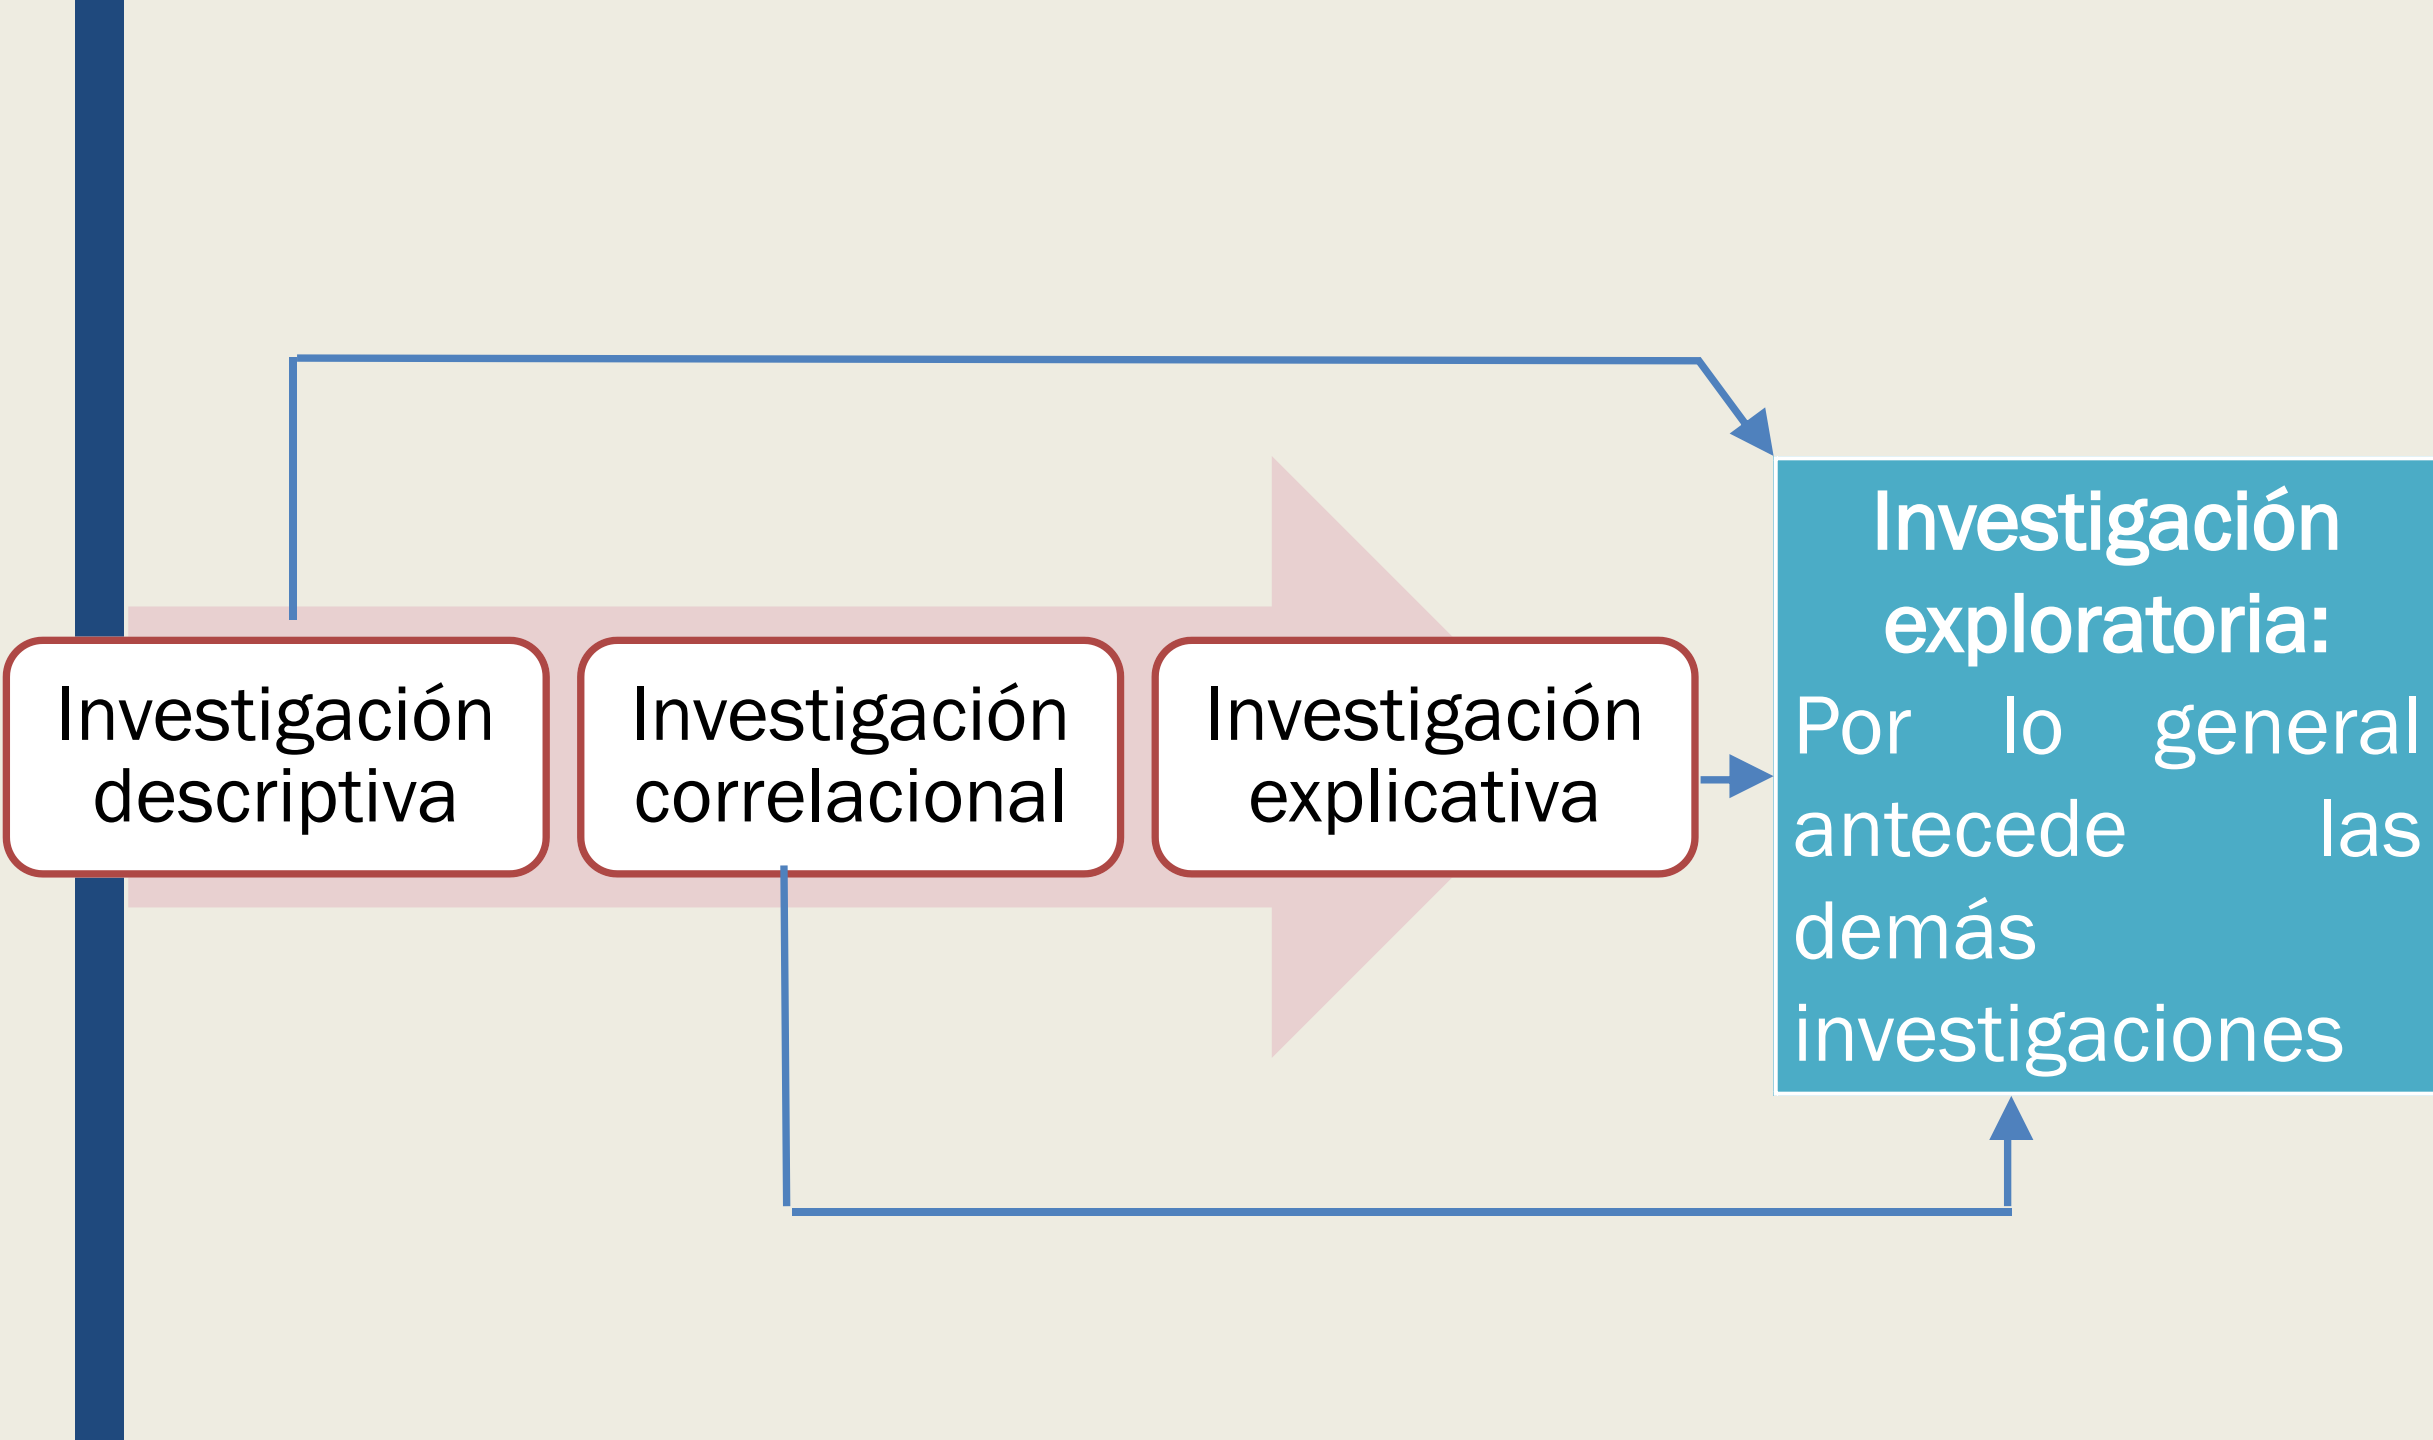 Investigación
descriptiva
Investigación
correlacional
Investigación
explicativa
Investigación
exploratoria:
Por lo general
antecede las
demás
investigaciones